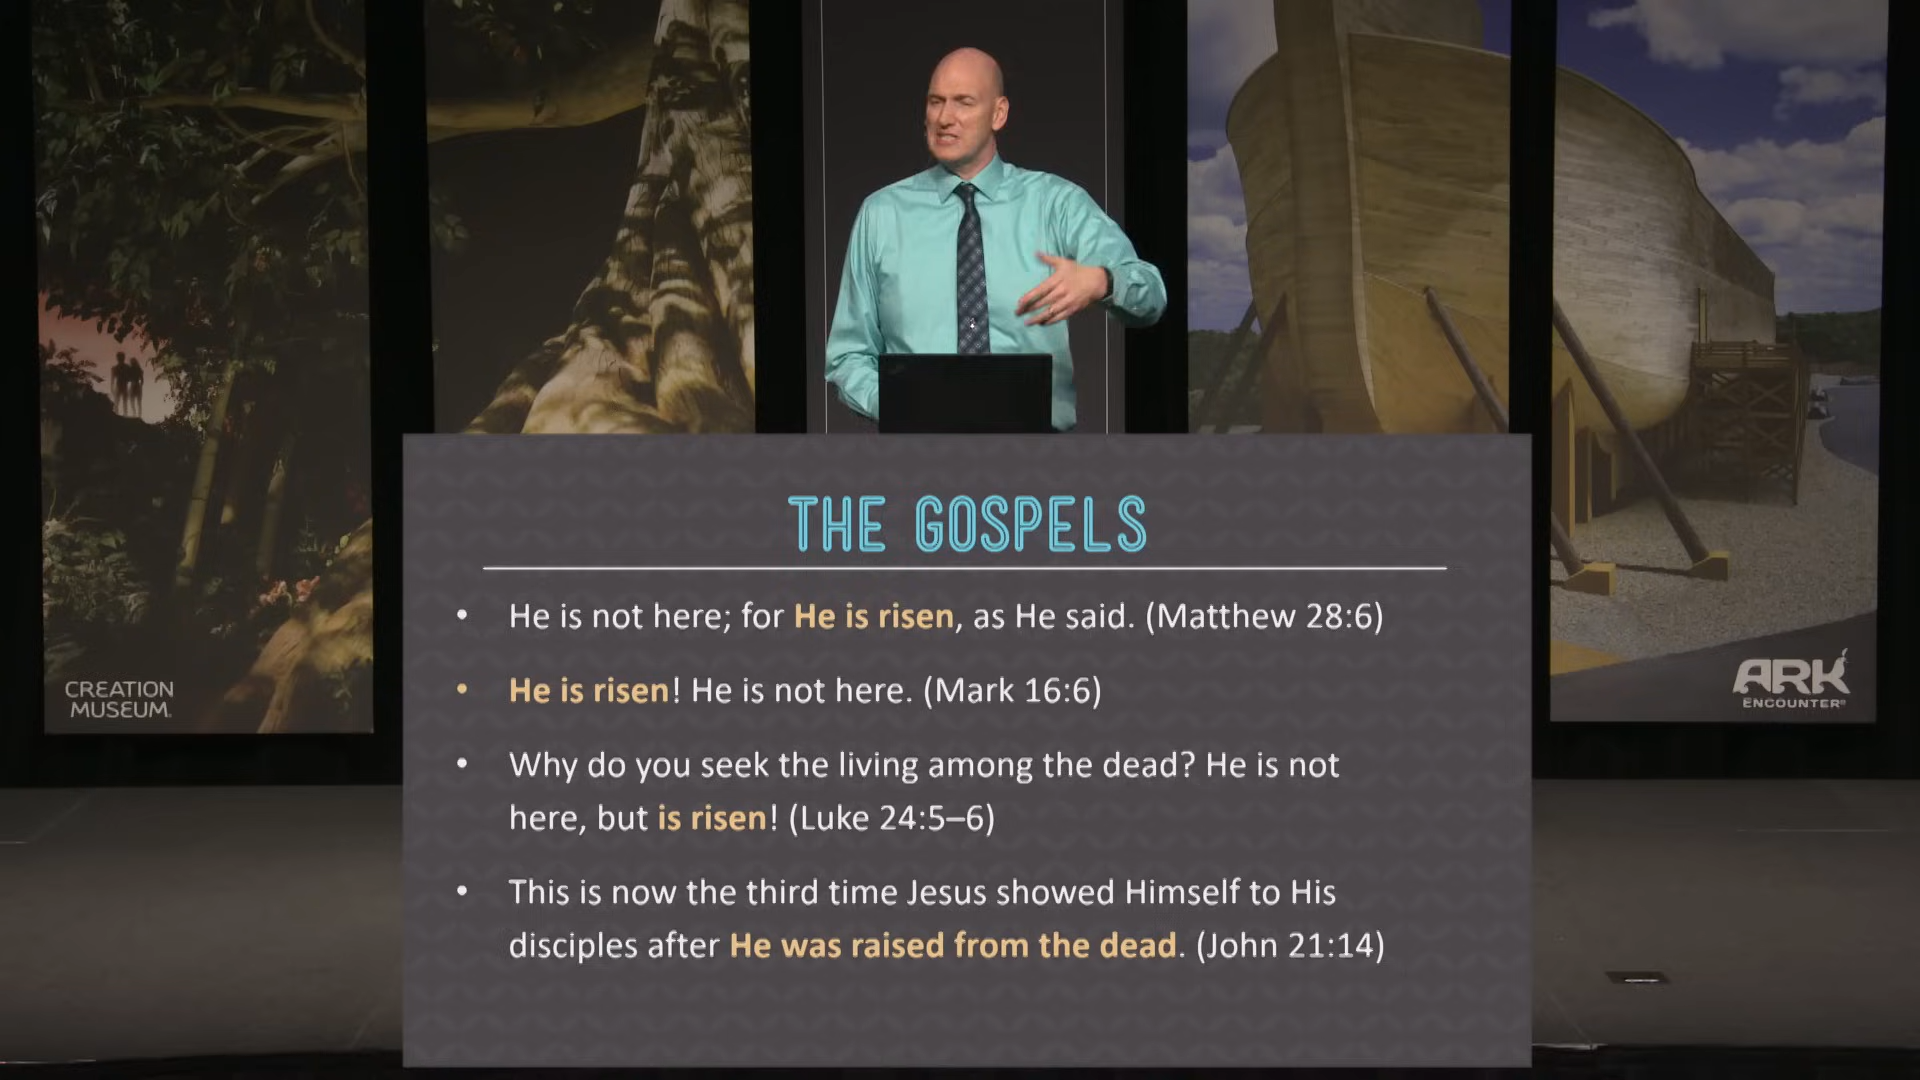 THE GOSPELS
• He is not here; for He is risen, as He said. (Matthew 28:6)
• He is risen! He is not here. (Mark 16:6)
• Why do you seek the living among the dead? He is not
here, but is risen! (Luke 24:5–6)
• This is now the third time Jesus showed Himself to His
disciples after He was raised from the dead. (John 21:14)
CREATION
MUSEUM
ARK
ENCOUNTER®